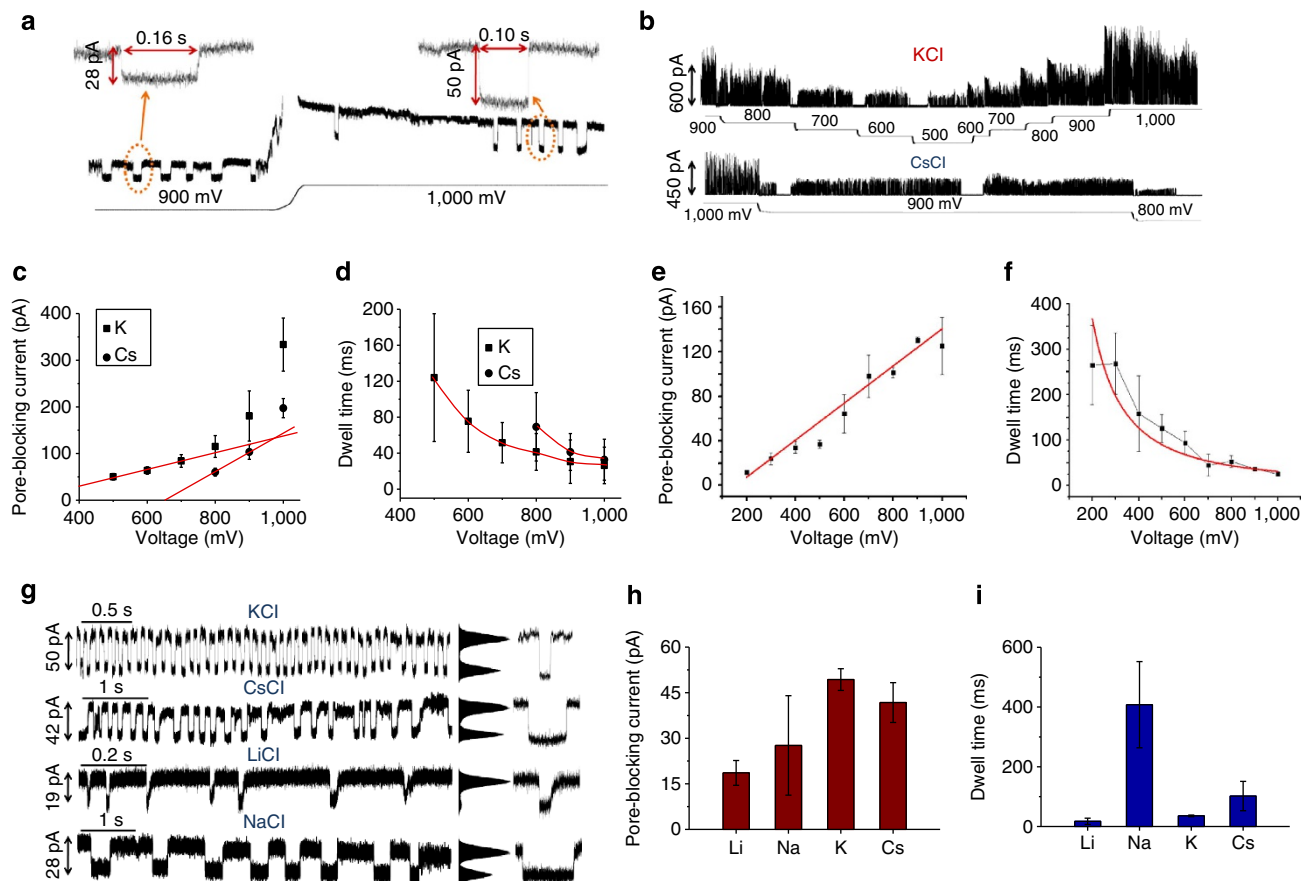 a
0.16 s
28 pA
0.10 s
50 pA
900 mV
1,000 mV
b
KCl
600 pA
900
800
700
600
500
600
700
800
900
1,000
CsCl
450 pA
1,000 mV
900 mV
800 mV
c
Pore-blocking current (pA)
400
300
200
100
0
K
Cs
400
600
800
1,000
Voltage (mV)
d
Dwell time (ms)
200
160
120
80
40
0
K
Cs
400
600
800
1,000
Voltage (mV)
e
Pore-blocking current (pA)
160
120
80
40
0
200
400
600
800
1,000
Voltage (mV)
f
Dwell time (ms)
400
300
200
100
0
200
400
600
800
1,000
Voltage (mV)
g
KCl
0.5 s
50 pA
CsCl
1 s
42 pA
LiCl
0.2 s
19 pA
NaCl
1 s
28 pA
h
Pore-blocking current (pA)
60
45
30
15
0
Li
Na
K
Cs
i
Dwell time (ms)
600
400
200
0
Li
Na
K
Cs